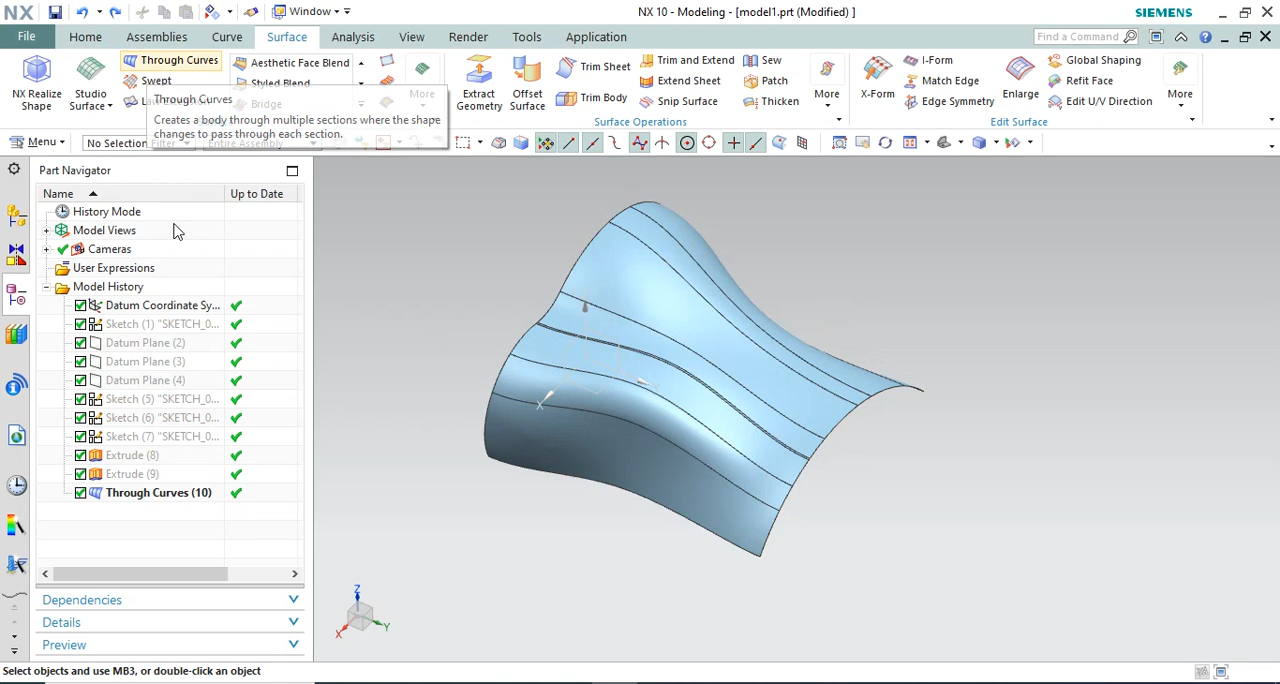 NX
Window
NX 10 - Modeling - [model1.prt (Modified) ]
SIEMENS
File
Home
Assemblies
Curve
Surface
Analysis
View
Render
Tools
Application
Find a Command
NX Realize Shape
Studio Surface
Through Curves
Swept
Through Curves
Creates a body through multiple sections where the shape
changes to pass through each section.
Aesthetic Face Blend
Styled Blend
Bridge
More
Extract Geometry
Offset Surface
Trim Sheet
Trim Body
Trim and Extend
Extend Sheet
Snip Surface
Sew
Patch
Thicken
More
Surface Operations
X-Form
I-Form
Match Edge
Edge Symmetry
Enlarge
Global Shaping
Refit Face
Edit U/V Direction
More
Edit Surface
Menu
No Selection Filter
Entire Assembly
Part Navigator
Name
Up to Date
History Mode
Model Views
Cameras
User Expressions
Model History
Datum Coordinate Sy...
Sketch (1) "SKETCH_0...
Datum Plane (2)
Datum Plane (3)
Datum Plane (4)
Sketch (5) "SKETCH_0...
Sketch (6) "SKETCH_0...
Sketch (7) "SKETCH_0...
Extrude (8)
Extrude (9)
Through Curves (10)
Dependencies
Details
Preview
X
Z
X
Y
Select objects and use MB3, or double-click an object